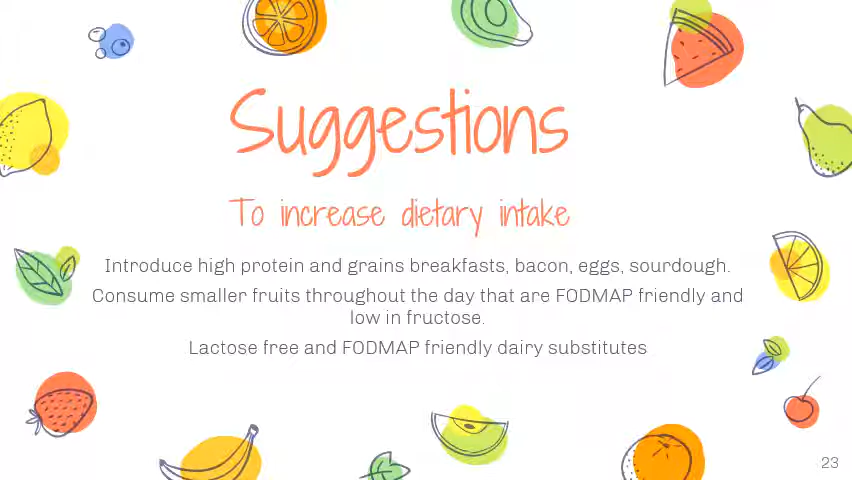 Suggestions
To increase dietary intake
Introduce high protein and grains breakfasts, bacon, eggs, sourdough.
Consume smaller fruits throughout the day that are FODMAP friendly and
low in fructose.
Lactose free and FODMAP friendly dairy substitutes
23